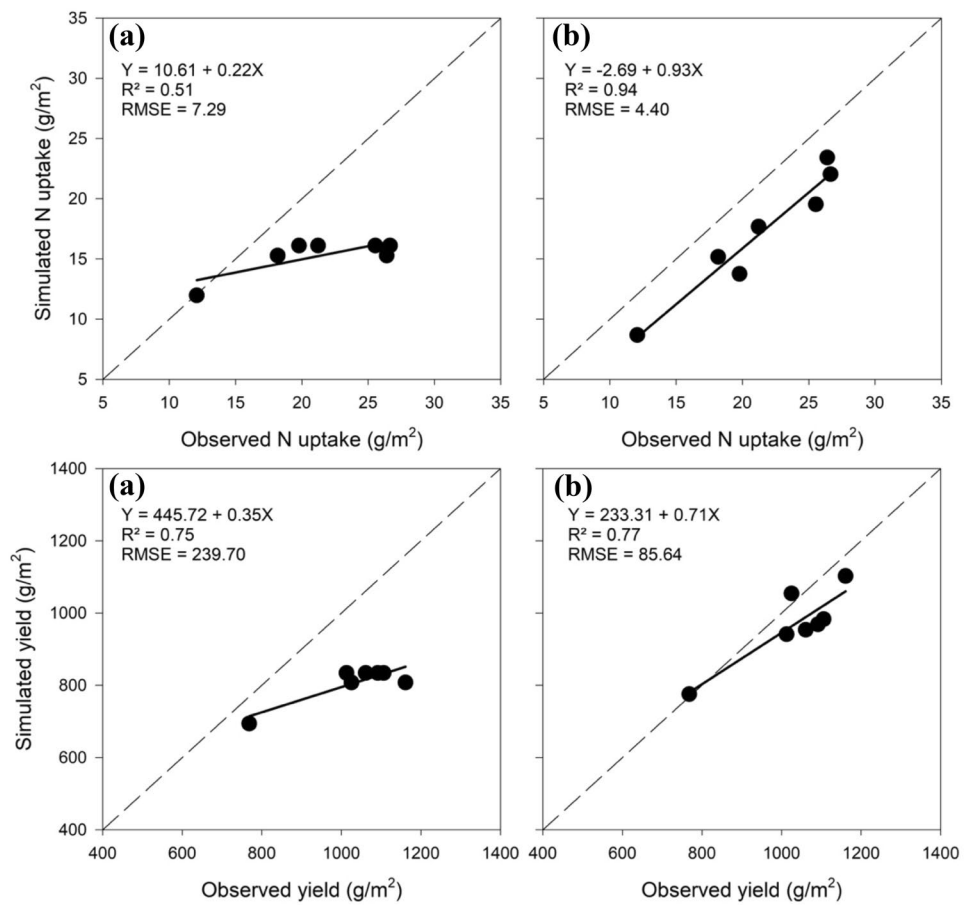 (a)
Y = 10.61 + 0.22X
R² = 0.51
RMSE = 7.29
35
30
25
20
15
10
5
Simulated N uptake (g/m²)
5 10 15 20 25 30 35
Observed N uptake (g/m²)
(b)
Y = -2.69 + 0.93X
R² = 0.94
RMSE = 4.40
5 10 15 20 25 30 35
Observed N uptake (g/m²)
(a)
Y = 445.72 + 0.35X
R² = 0.75
RMSE = 239.70
1400
1200
1000
800
600
400
Simulated yield (g/m²)
400 600 800 1000 1200 1400
Observed yield (g/m²)
(b)
Y = 233.31 + 0.71X
R² = 0.77
RMSE = 85.64
400 600 800 1000 1200 1400
Observed yield (g/m²)